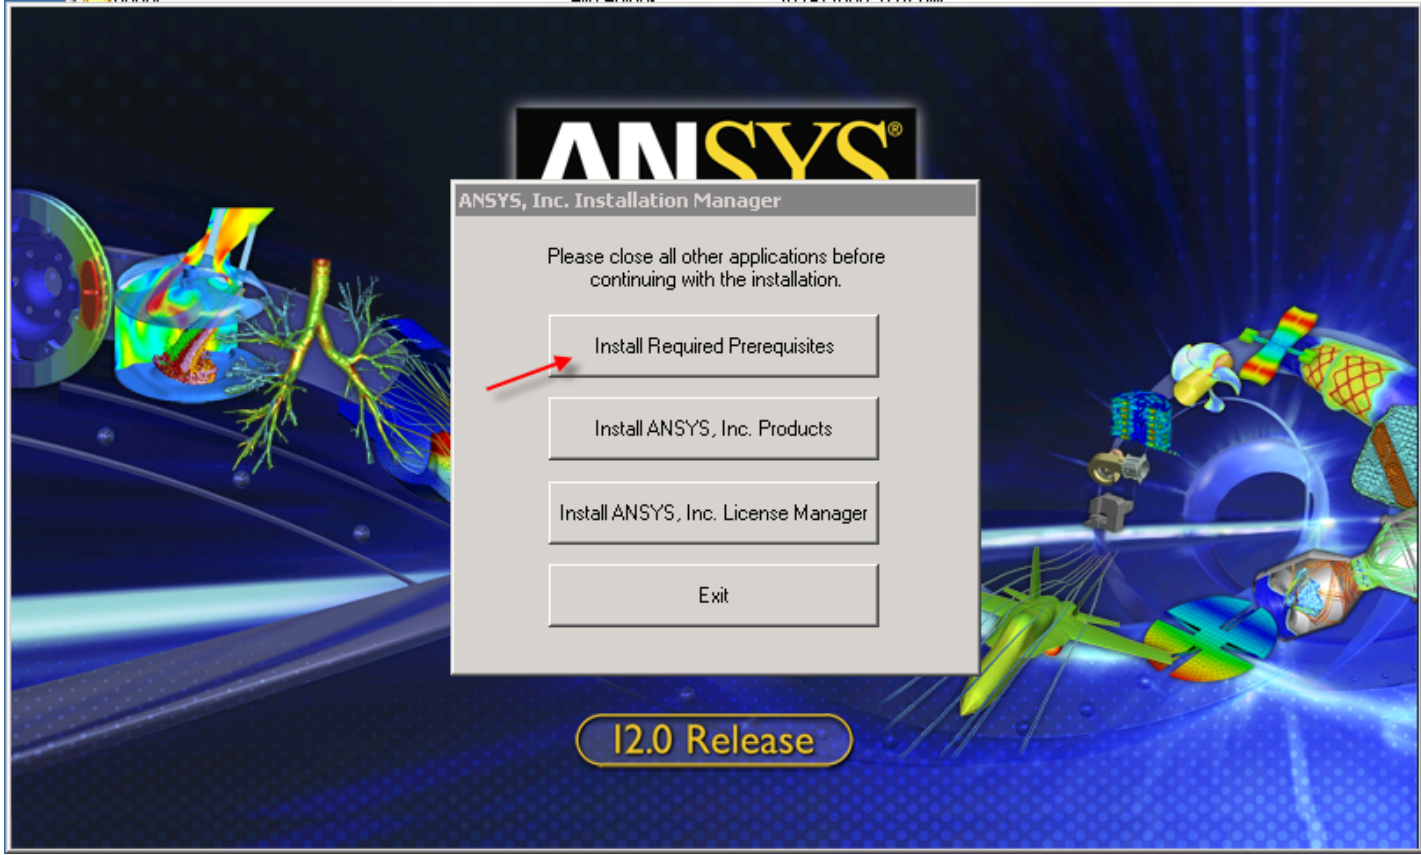 ANSYS®
ANSYS, Inc. Installation Manager
Please close all other applications before
continuing with the installation.
Install Required Prerequisites
Install ANSYS, Inc. Products
Install ANSYS, Inc. License Manager
Exit
12.0 Release